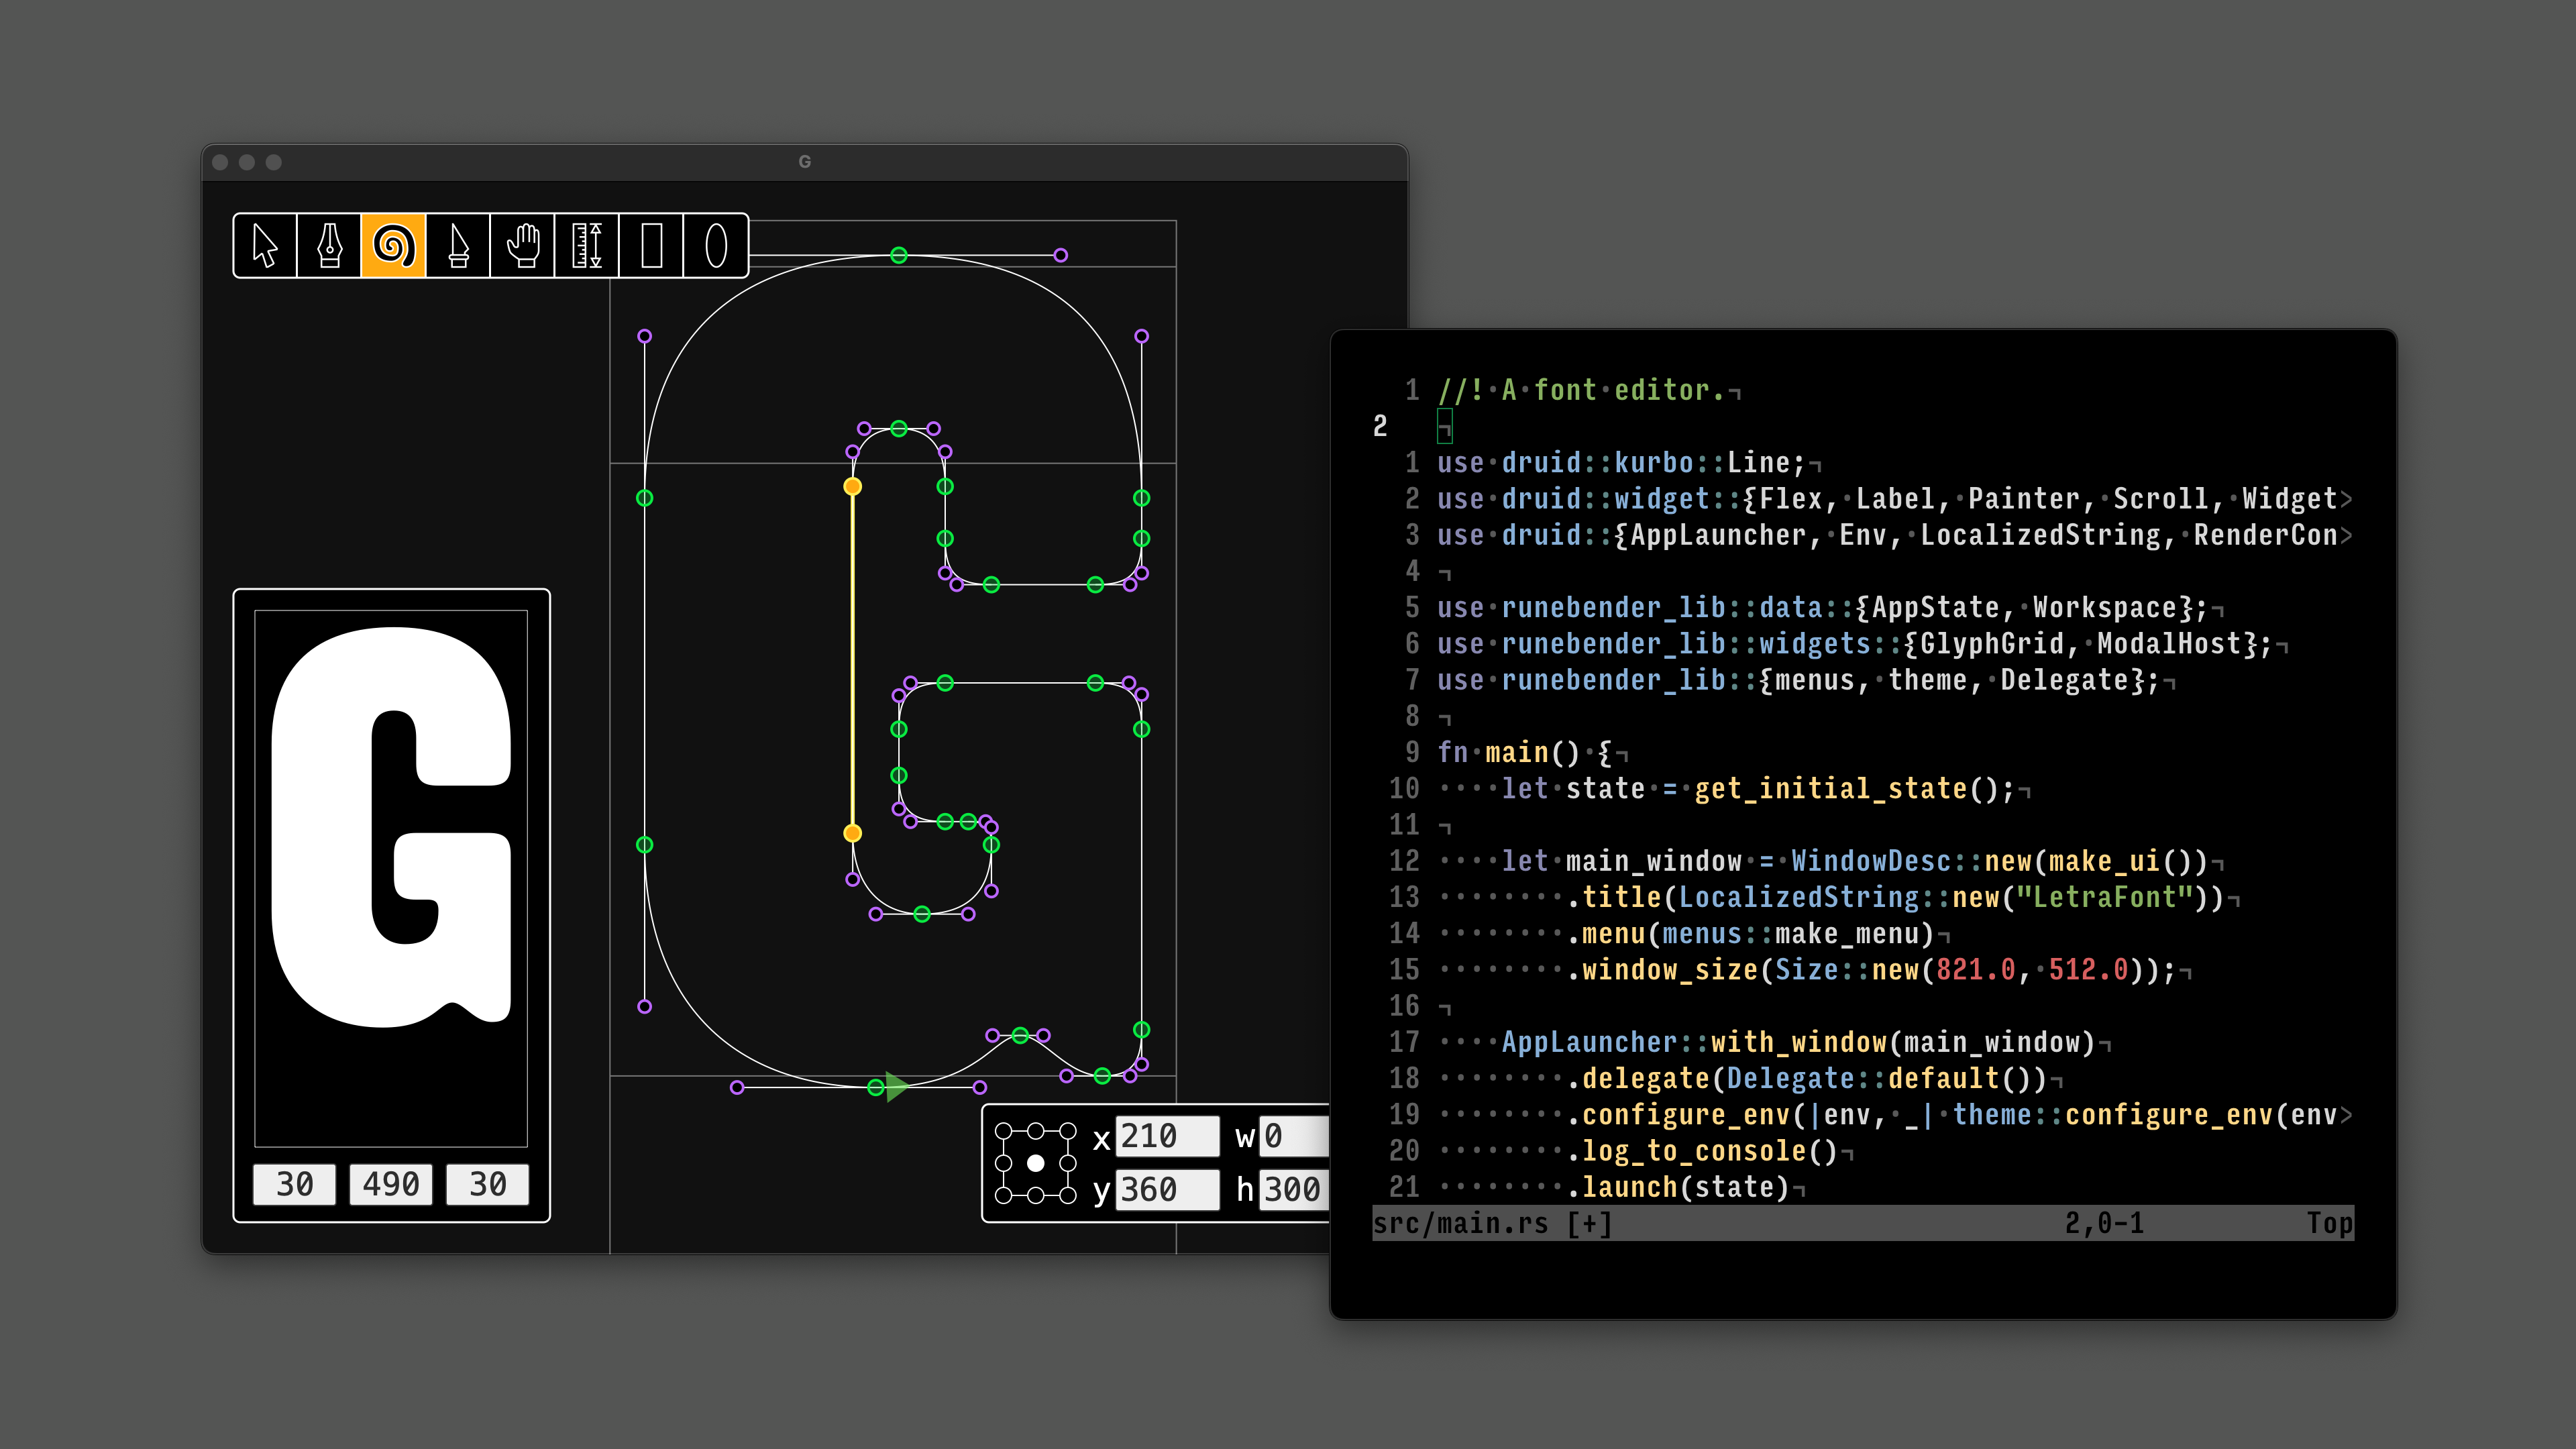 G
G
30 490 30
x 210 w 0
y 360 h 300
1 //! A font editor.
2
1 use druid::kurbo::Line;
2 use druid::widget::{Flex, Label, Painter, Scroll, Widget>
3 use druid::{AppLauncher, Env, LocalizedString, RenderCon>
4
5 use runebender_lib::data::{AppState, Workspace};
6 use runebender_lib::widgets::{GlyphGrid, ModalHost};
7 use runebender_lib::{menus, theme, Delegate};
8
9 fn main() {
10     let state = get_initial_state();
11
12     let main_window = WindowDesc::new(make_ui())
13         .title(LocalizedString::new("LetraFont"))
14         .menu(menus::make_menu)
15         .window_size(Size::new(821.0, 512.0));
16
17     AppLauncher::with_window(main_window)
18         .delegate(Delegate::default())
19         .configure_env(|env, _| theme::configure_env(env>
20         .log_to_console()
21         .launch(state)
src/main.rs [+] 2,0-1 Top